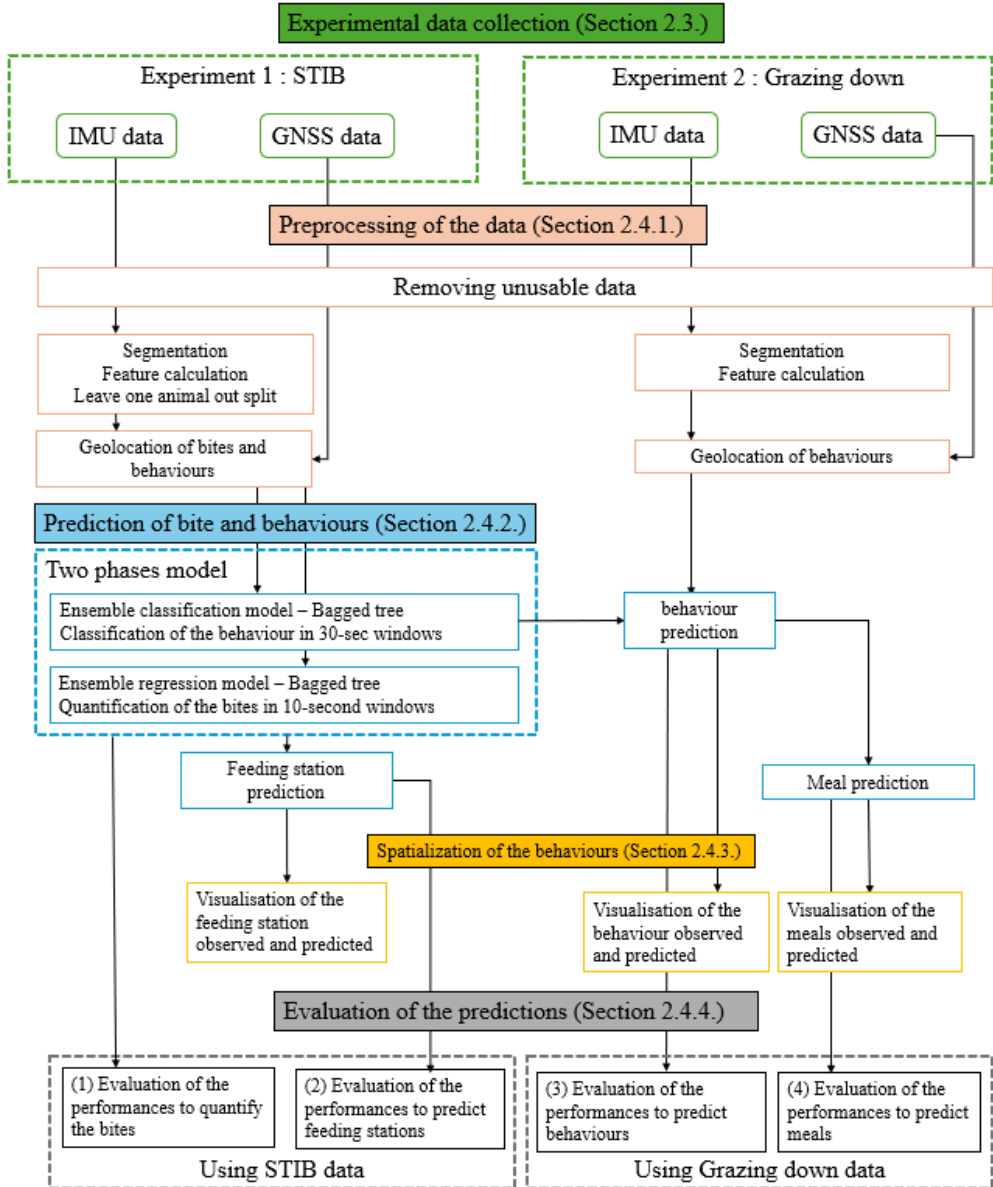 Experimental data collection (Section 2.3.)
Experiment 1 : STIB
Experiment 2 : Grazing down
IMU data
GNSS data
IMU data
GNSS data
Preprocessing of the data (Section 2.4.1.)
Removing unusable data
Segmentation
Feature calculation
Leave one animal out split
Segmentation
Feature calculation
Geolocation of bites and
behaviours
Geolocation of behaviours
Prediction of bite and behaviours (Section 2.4.2.)
Two phases model
Ensemble classification model – Bagged tree
Classification of the behaviour in 30-sec windows
behaviour
prediction
Ensemble regression model – Bagged tree
Quantification of the bites in 10-second windows
Feeding station
prediction
Meal prediction
Spatialization of the behaviours (Section 2.4.3.)
Visualisation of the
feeding station
observed and predicted
Visualisation of the
behaviour observed
and predicted
Visualisation of the
meals observed and
predicted
Evaluation of the predictions (Section 2.4.4.)
(1) Evaluation of the
performances to quantify
the bites
(2) Evaluation of the
performances to predict
feeding stations
(3) Evaluation of the
performances to predict
behaviours
(4) Evaluation of the
performances to predict
meals
Using STIB data
Using Grazing down data